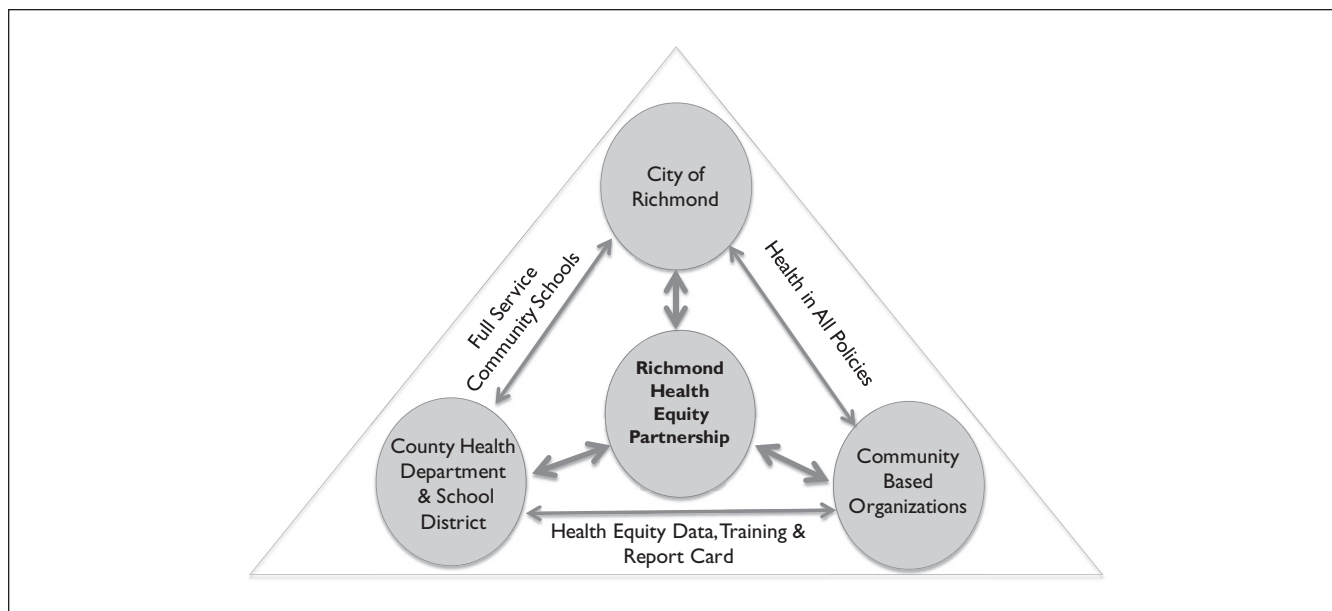 City of
Richmond
Full Service
Community Schools
Health in All Policies
Richmond
Health
Equity
Partnership
County Health
Department
& School
District
Community
Based
Organizations
Health Equity Data, Training &
Report Card